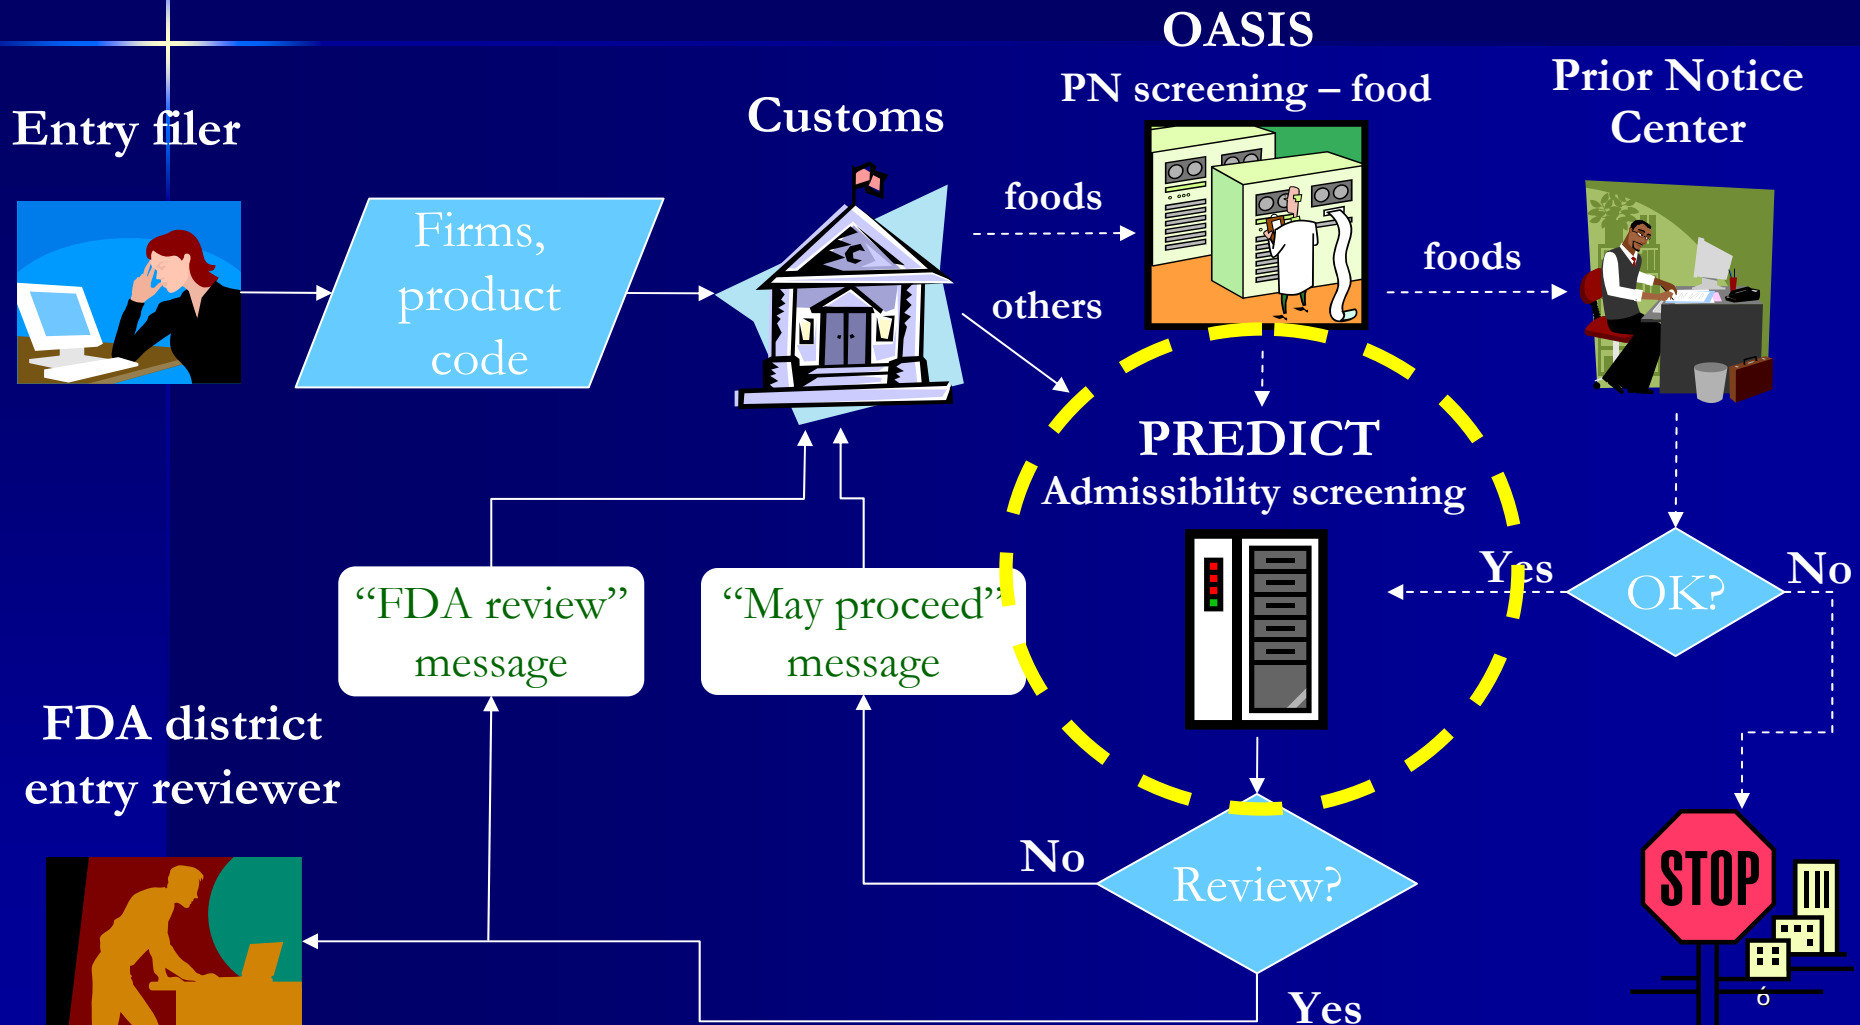 OASIS
PN screening – food
Prior Notice
Center
Customs
Entry filer
foods
Firms,
product
code
foods
others
PREDICT
Admissibility screening
Yes
OK?
No
“FDA review”
message
“May proceed”
message
FDA district
entry reviewer
No
Review?
STOP
Yes
6